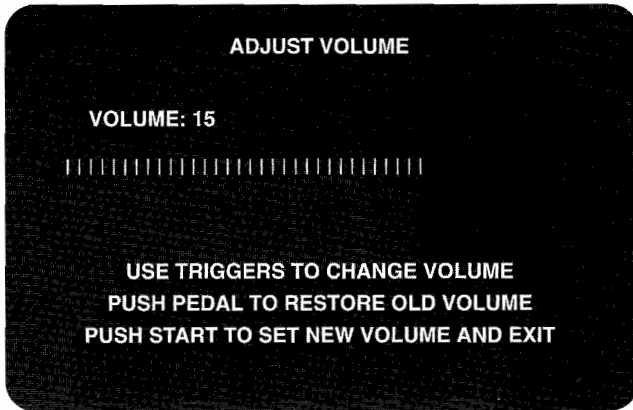 ADJUST VOLUME
VOLUME: 15
USE TRIGGERS TO CHANGE VOLUME
PUSH PEDAL TO RESTORE OLD VOLUME
PUSH START TO SET NEW VOLUME AND EXIT